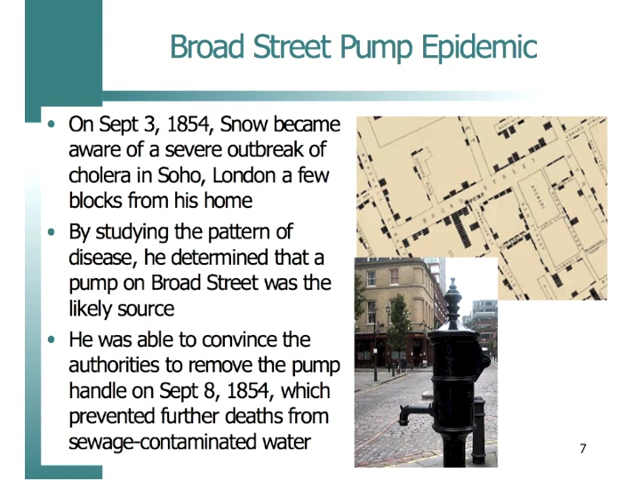 Broad Street Pump Epidemic
• On Sept 3, 1854, Snow became
aware of a severe outbreak of
cholera in Soho, London a few
blocks from his home
• By studying the pattern of
disease, he determined that a
pump on Broad Street was the
likely source
• He was able to convince the
authorities to remove the pump
handle on Sept 8, 1854, which
prevented further deaths from
sewage-contaminated water
BROAD STREET
7